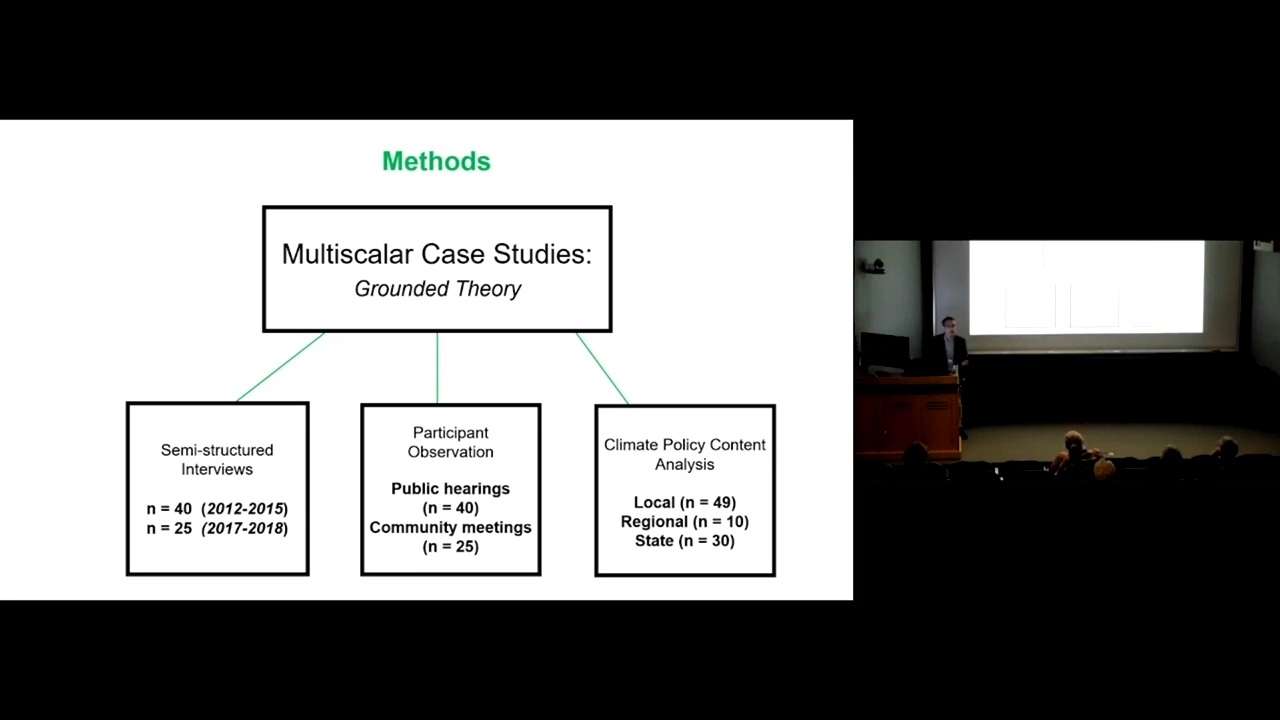 Methods
Multiscalar Case Studies:
Grounded Theory
Semi-structured
Interviews
n = 40 (2012-2015)
n = 25 (2017-2018)
Participant
Observation
Public hearings
(n = 40)
Community meetings
(n = 25)
Climate Policy Content
Analysis
Local (n = 49)
Regional (n = 10)
State (n = 30)